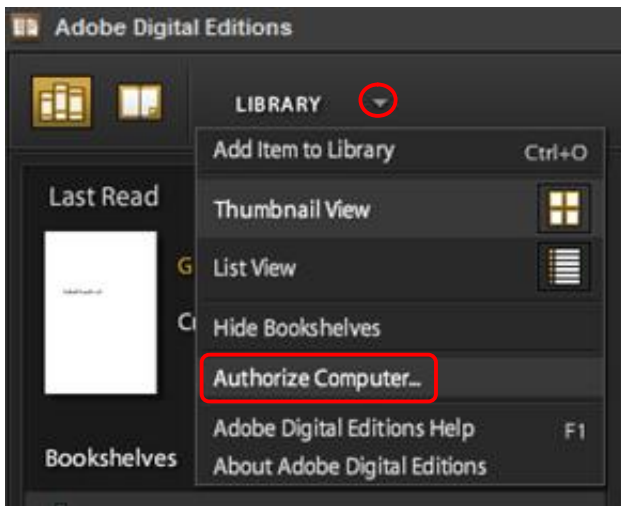 Adobe Digital Editions
LIBRARY
Add Item to Library Ctrl+O
Last Read
Thumbnail View
G
List View
Hide Bookshelves
Authorize Computer...
Adobe Digital Editions Help F1
Bookshelves
About Adobe Digital Editions